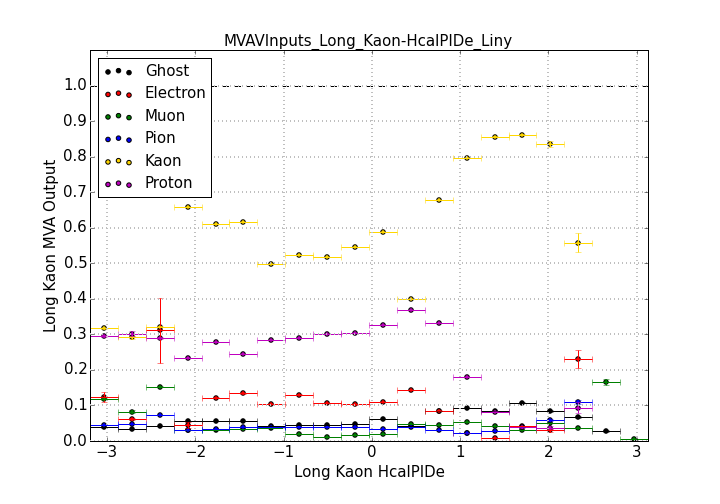 MVAVInputs_Long_Kaon-HcalPIDe_Liny
1.0
0.9
0.8
0.7
0.6
0.5
0.4
0.3
0.2
0.1
0.0
Long Kaon MVA Output
Ghost
Electron
Muon
Pion
Kaon
Proton
−3
−2
−1
0
1
2
3
Long Kaon HcalPIDe